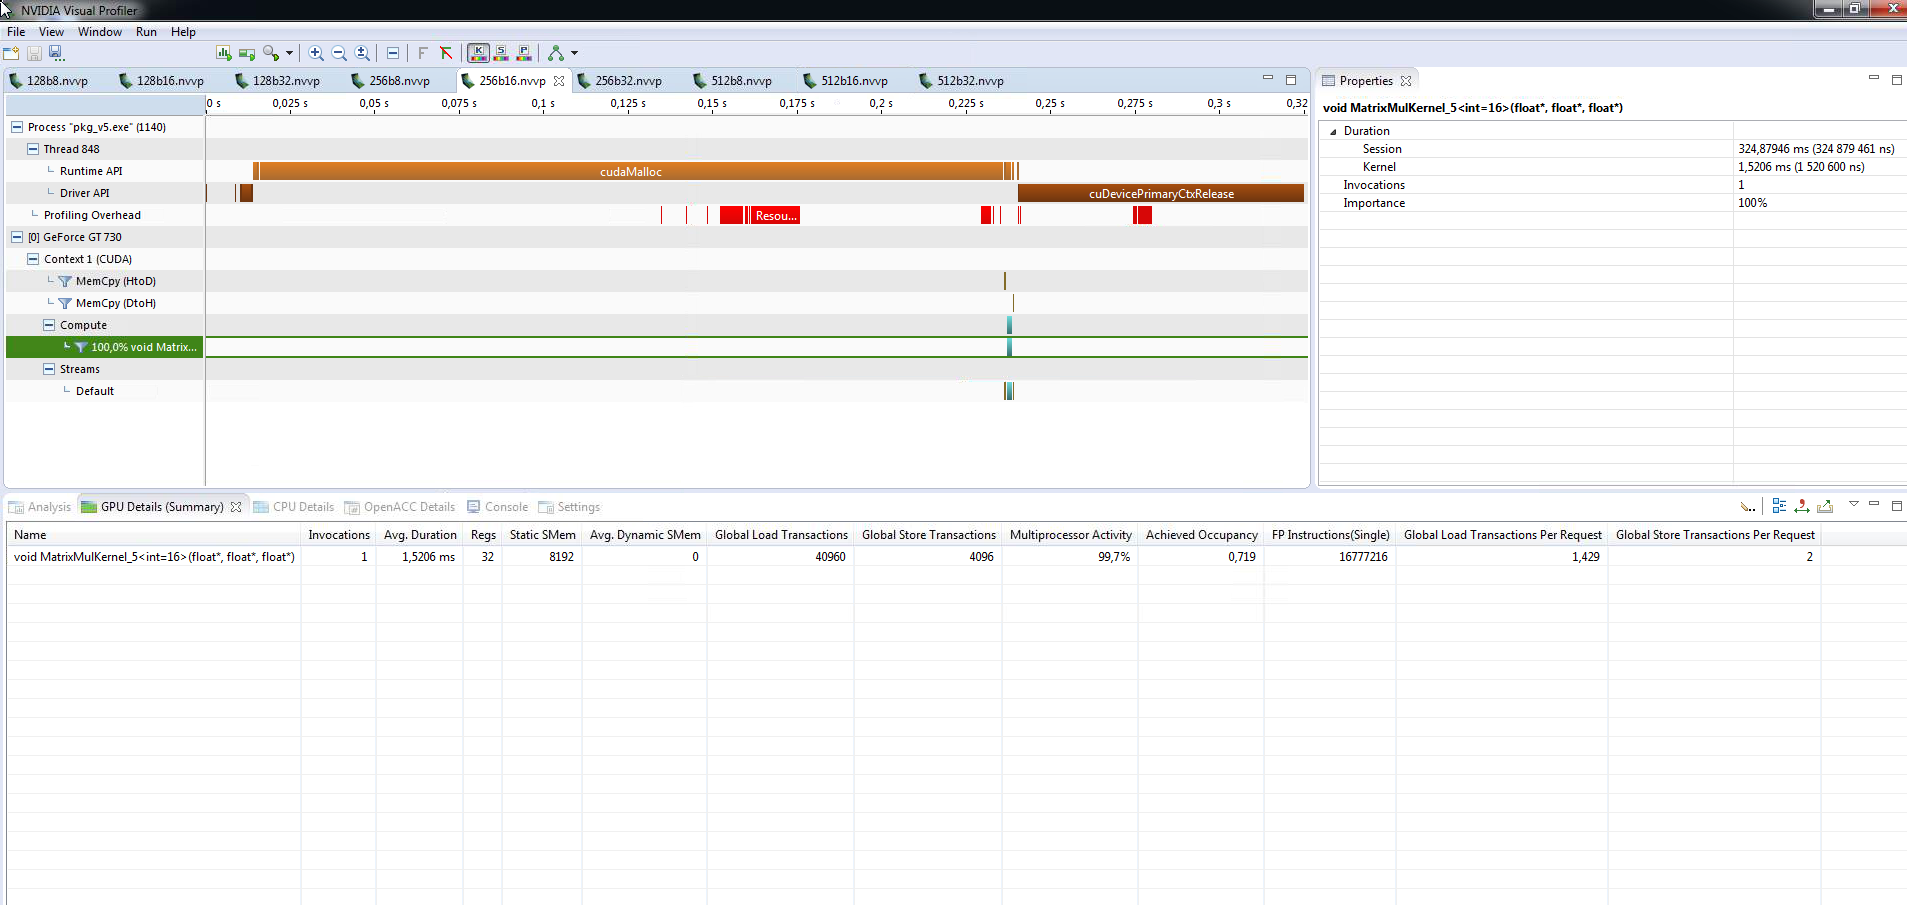 NVIDIA Visual Profiler
File View Window Run Help
128b8.nvvp 128b16.nvvp 128b32.nvvp 256b8.nvvp 256b16.nvvp 256b32.nvvp 512b8.nvvp 512b16.nvvp 512b32.nvvp
0 s 0,025 s 0,05 s 0,075 s 0,1 s 0,125 s 0,15 s 0,175 s 0,2 s 0,225 s 0,25 s 0,275 s 0,3 s 0,32
Process "pkg_v5.exe" (1140)
Thread 848
Runtime API cudaMalloc
Driver API cuDevicePrimaryCtxRelease
Profiling Overhead Resou...
[0] GeForce GT 730
Context 1 (CUDA)
MemCpy (HtoD)
MemCpy (DtoH)
Compute
100,0% void Matrix...
Streams
Default
Properties
void MatrixMulKernel_5<int=16>(float*, float*, float*)
Duration
Session 324,87946 ms (324 879 461 ns)
Kernel 1,5206 ms (1 520 600 ns)
Invocations 1
Importance 100%
Analysis GPU Details (Summary) CPU Details OpenACC Details Console Settings
Name Invocations Avg. Duration Regs Static SMem Avg. Dynamic SMem Global Load Transactions Global Store Transactions Multiprocessor Activity Achieved Occupancy FP Instructions(Single) Global Load Transactions Per Request Global Store Transactions Per Request
void MatrixMulKernel_5<int=16>(float*, float*, float*) 1 1,5206 ms 32 8192 0 40960 4096 99,7% 0,719 16777216 1,429 2